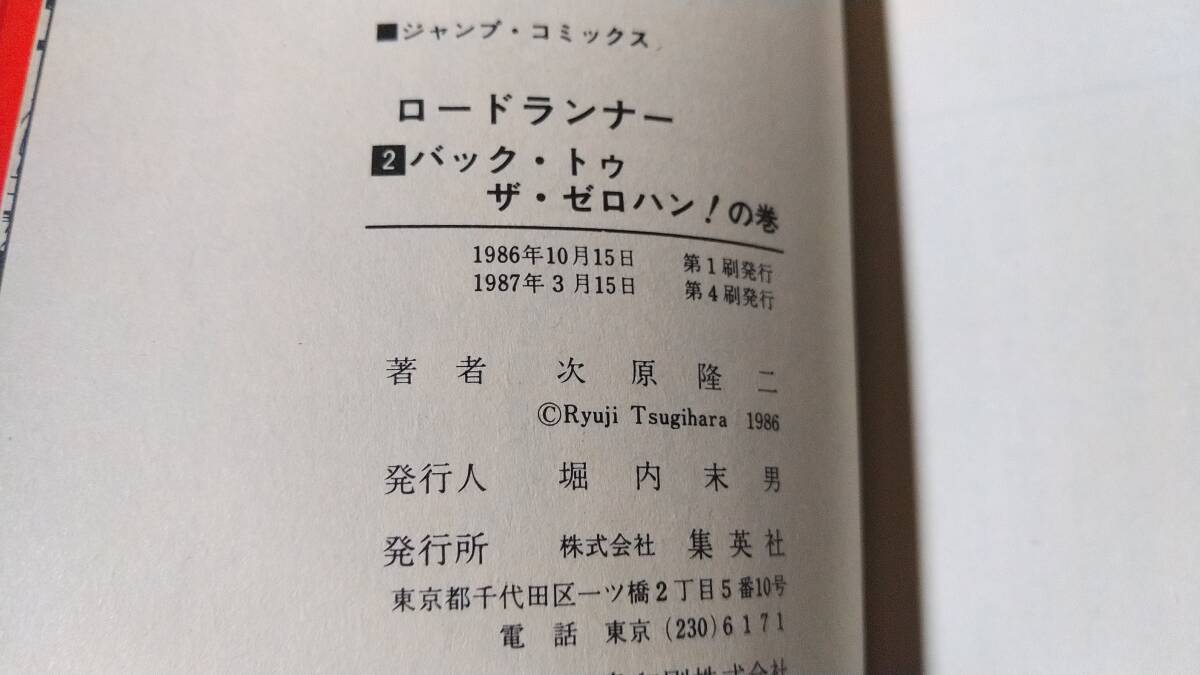 ■ジャンプ・コミックス
ロードランナー
2バック・トゥ
ザ・ゼロハン!の巻
1986年10月15日 第1刷発行
1987年3月15日 第4刷発行
著者 次原隆二
©Ryuji Tsugihara 1986
発行人 堀内末男
発行所 株式会社 集英社
東京都千代田区一ツ橋2丁目5番10号
電話 東京(230)6171
刷株式会社